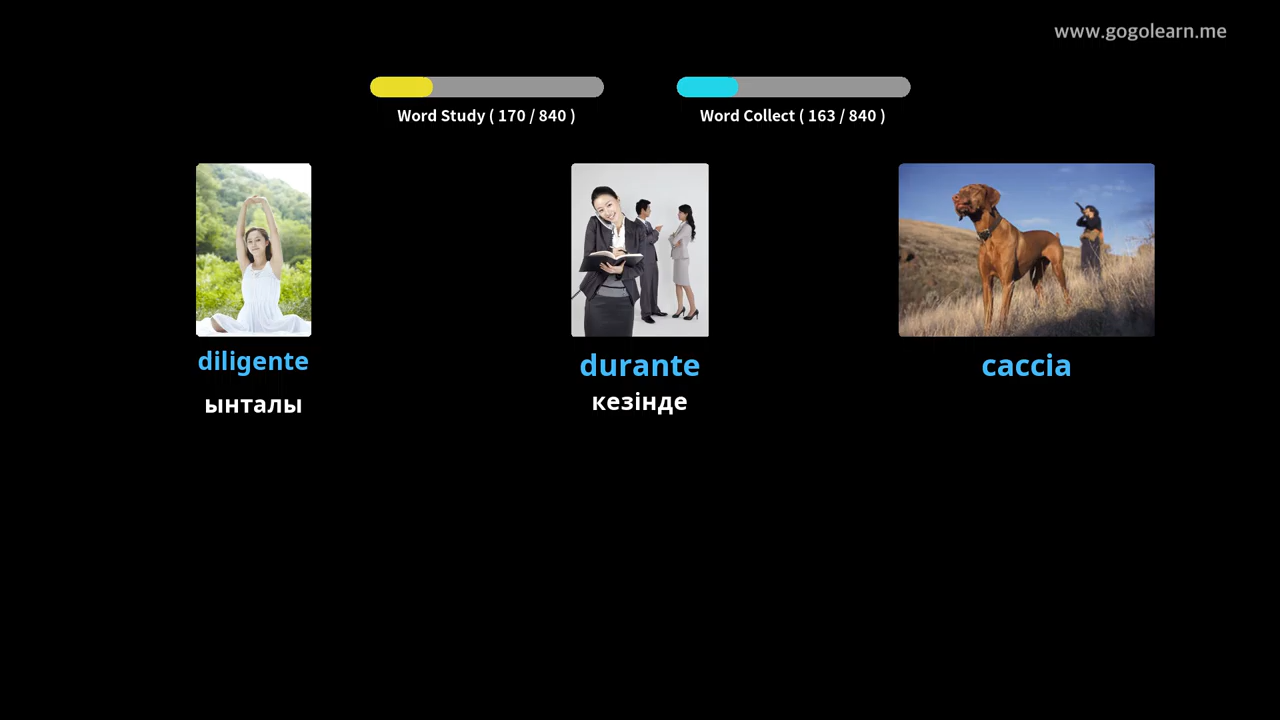 www.gogolearn.me
Word Study ( 170 / 840 )
Word Collect ( 163 / 840 )
diligente
durante
caccia
ынталы
кезінде